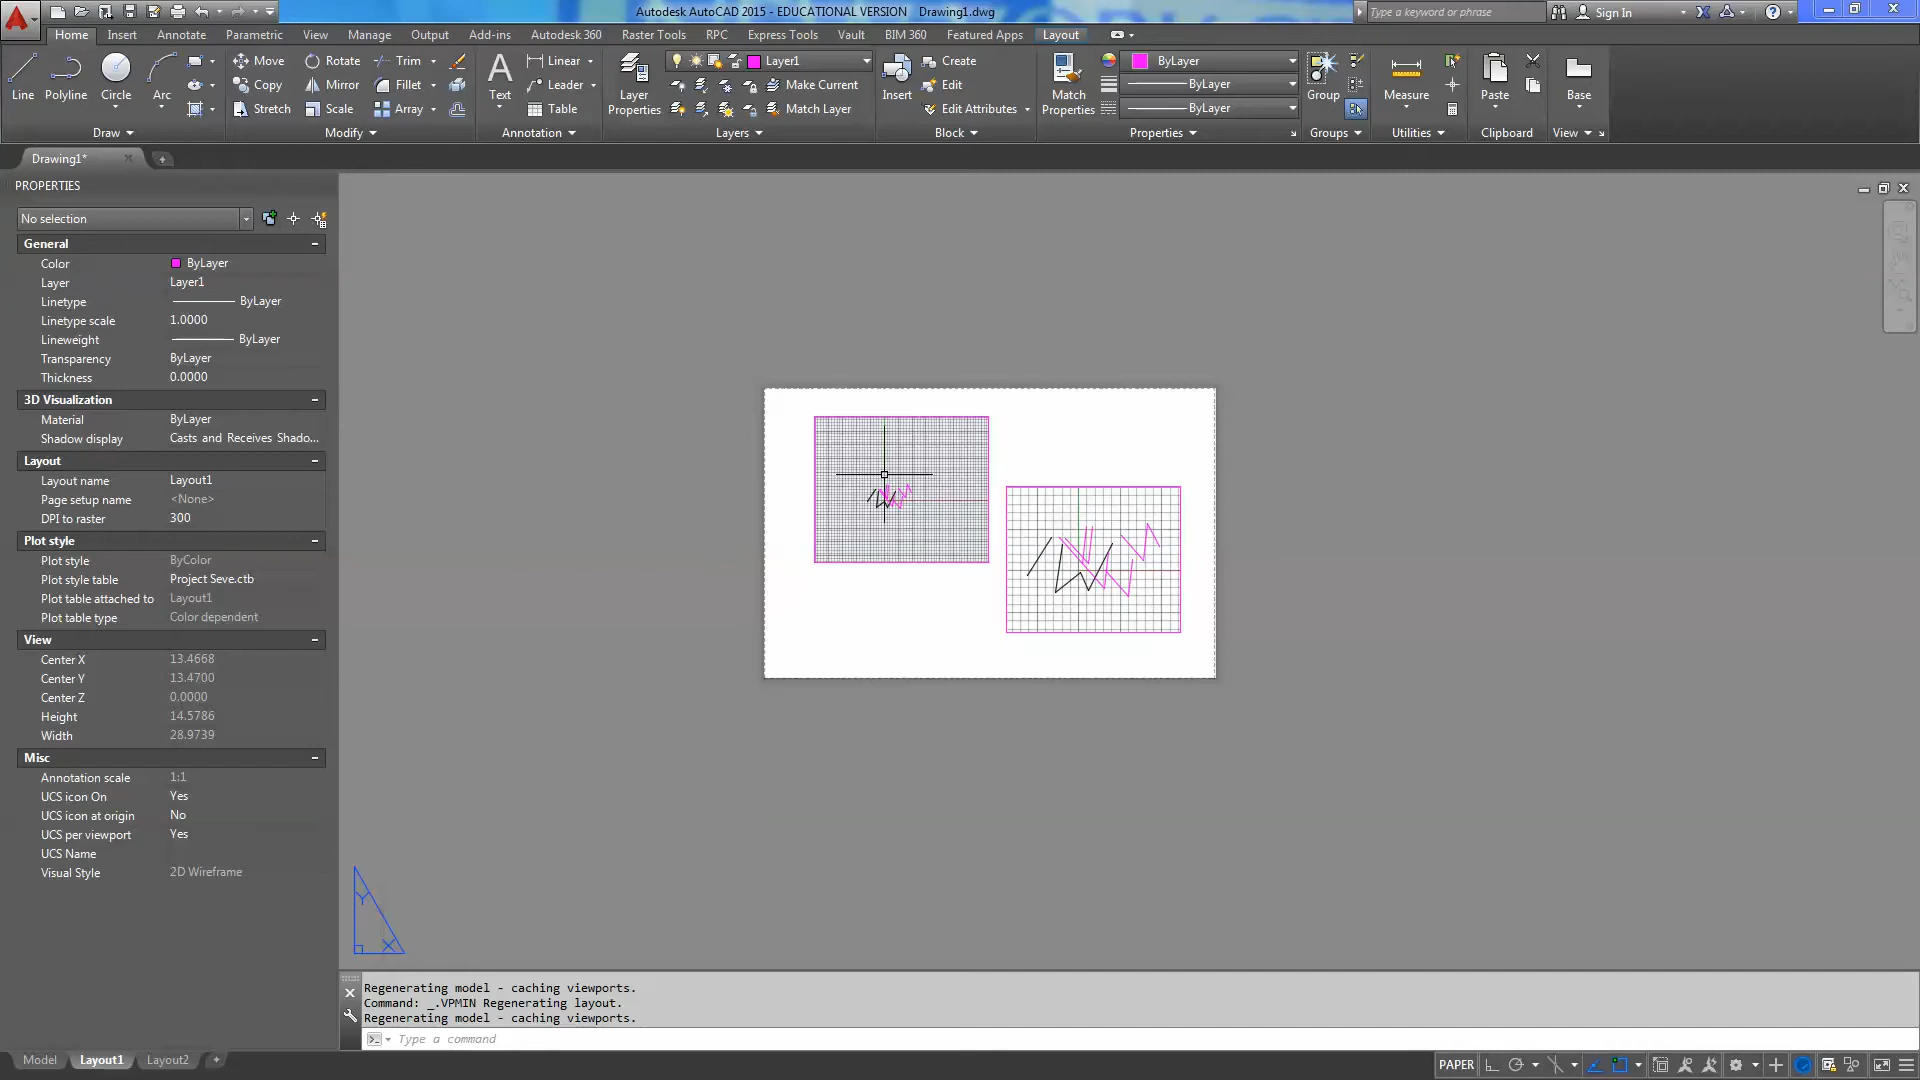 Autodesk AutoCAD 2015 - EDUCATIONAL VERSION Drawing1.dwg
Type a keyword or phrase
Sign In
Home Insert Annotate Parametric View Manage Output Add-ins Autodesk 360 Raster Tools RPC Express Tools Vault BIM 360 Featured Apps Layout
Line Polyline Circle Arc
Move Rotate Trim
Copy Mirror Fillet
Stretch Scale Array
Text
Linear
Leader
Table
Layer Properties
Layer1
Make Current
Match Layer
Insert
Create
Edit
Edit Attributes
Match Properties
ByLayer
ByLayer
ByLayer
Group
Measure
Paste
Base
Draw Modify Annotation Layers Block Properties Groups Utilities Clipboard View
Drawing1*
PROPERTIES
No selection
General
Color ByLayer
Layer Layer1
Linetype ByLayer
Linetype scale 1.0000
Lineweight ByLayer
Transparency ByLayer
Thickness 0.0000
3D Visualization
Material ByLayer
Shadow display Casts and Receives Shado...
Layout
Layout name Layout1
Page setup name <None>
DPI to raster 300
Plot style
Plot style ByColor
Plot style table Project Seve.ctb
Plot table attached to Layout1
Plot table type Color dependent
View
Center X 13.4668
Center Y 13.4700
Center Z 0.0000
Height 14.5786
Width 28.9739
Misc
Annotation scale 1:1
UCS icon On Yes
UCS icon at origin No
UCS per viewport Yes
UCS Name
Visual Style 2D Wireframe
Y
X
Regenerating model - caching viewports.
Command: _.VPMIN Regenerating layout.
Regenerating model - caching viewports.
Type a command
Model Layout1 Layout2 +
PAPER